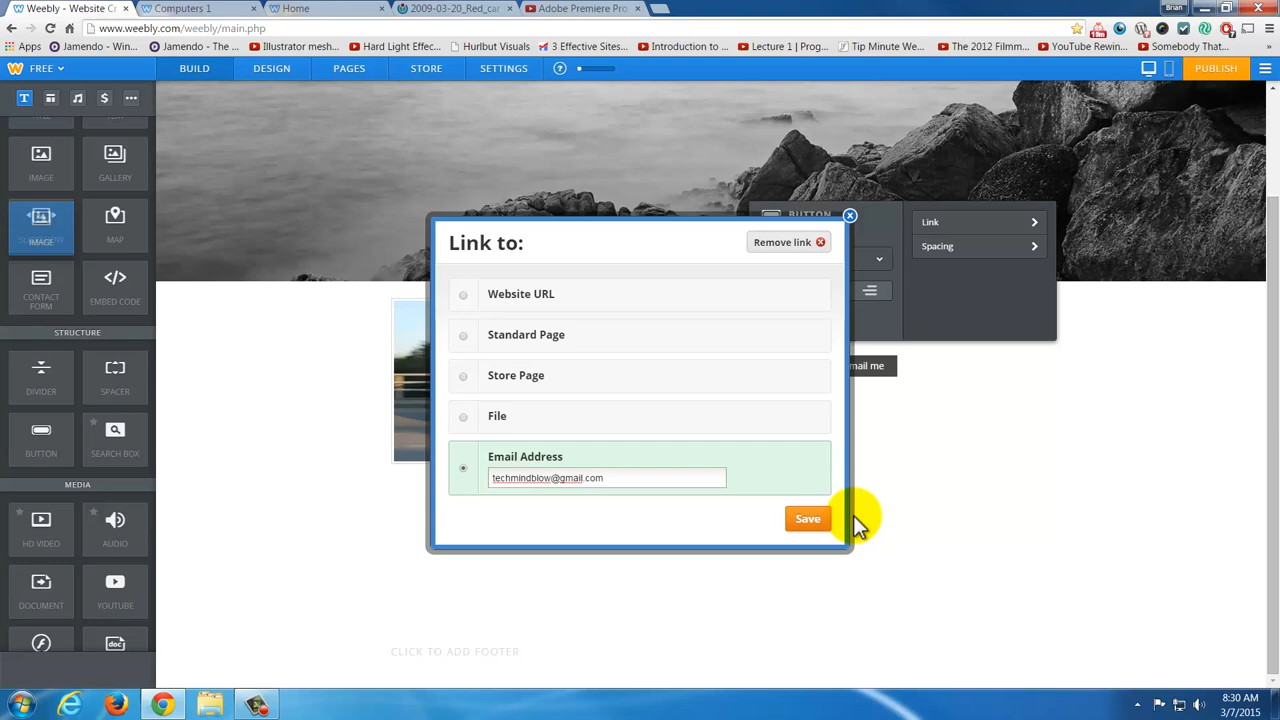 Weebly - Website Cr
Computers 1
Home
2009-03-20_Red_car
Adobe Premiere Pro
Brian
www.weebly.com/weebly/main.php
Apps
Jamendo - Win...
Jamendo - The ...
Illustrator mesh...
Hard Light Effec...
Hurlbut Visuals
3 Effective Sites...
Introduction to ...
Lecture 1 | Prog...
Tip Minute We...
The 2012 Filmm...
YouTube Rewin...
Somebody That...
FREE
BUILD
DESIGN
PAGES
STORE
SETTINGS
PUBLISH
IMAGE
GALLERY
IMAGE
MAP
CONTACT
FORM
EMBED CODE
STRUCTURE
DIVIDER
SPACER
BUTTON
SEARCH BOX
MEDIA
HD VIDEO
AUDIO
DOCUMENT
YOUTUBE
doc
BUTTON
Link
Spacing
mail me
Link to:
Remove link
Website URL
Standard Page
Store Page
File
Email Address
techmindblow@gmail.com
Save
CLICK TO ADD FOOTER
8:30 AM
3/7/2015